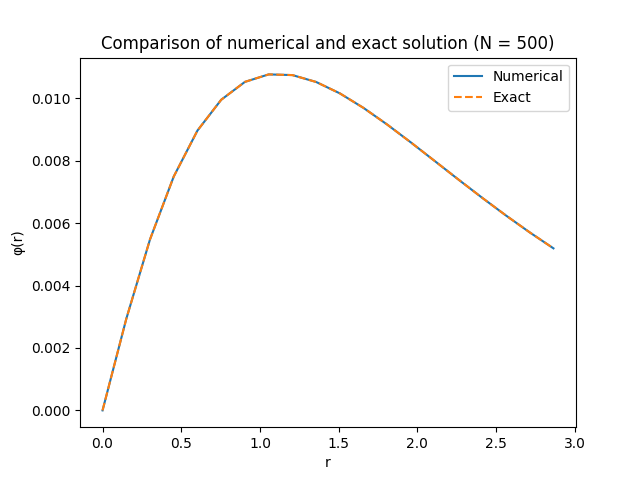 Comparison of numerical and exact solution (N = 500)
Numerical
Exact
0.010
0.008
0.006
0.004
0.002
0.000
φ(r)
0.0 0.5 1.0 1.5 2.0 2.5 3.0
r